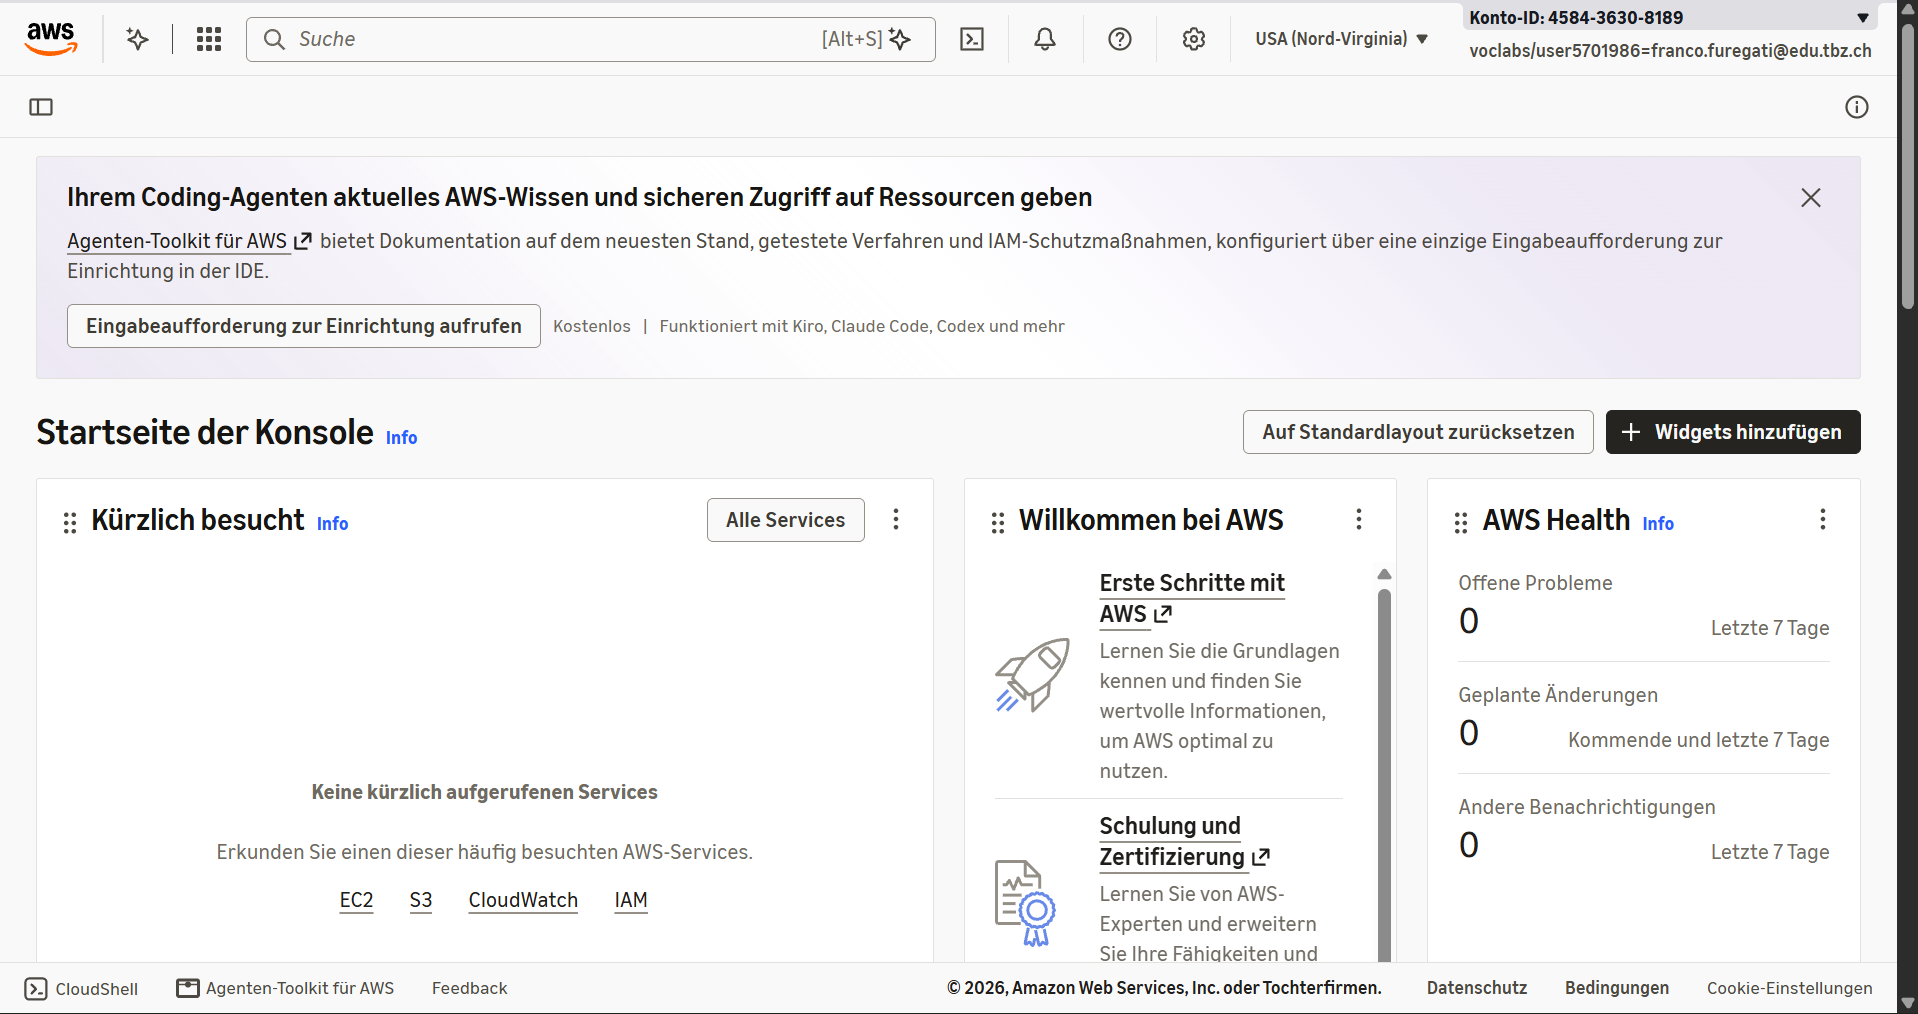 aws
Suche
[Alt+S]
USA (Nord-Virginia)
Konto-ID: 4584-3630-8189
voclabs/user5701986=franco.furegati@edu.tbz.ch
Ihrem Coding-Agenten aktuelles AWS-Wissen und sicheren Zugriff auf Ressourcen geben
Agenten-Toolkit für AWS bietet Dokumentation auf dem neuesten Stand, getestete Verfahren und IAM-Schutzmaßnahmen, konfiguriert über eine einzige Eingabeaufforderung zur
Einrichtung in der IDE.
Eingabeaufforderung zur Einrichtung aufrufen
Kostenlos | Funktioniert mit Kiro, Claude Code, Codex und mehr
Startseite der Konsole Info
Auf Standardlayout zurücksetzen
Widgets hinzufügen
Kürzlich besucht Info
Alle Services
Keine kürzlich aufgerufenen Services
Erkunden Sie einen dieser häufig besuchten AWS-Services.
EC2 S3 CloudWatch IAM
Willkommen bei AWS
Erste Schritte mit
AWS
Lernen Sie die Grundlagen
kennen und finden Sie
wertvolle Informationen,
um AWS optimal zu
nutzen.
Schulung und
Zertifizierung
Lernen Sie von AWS-
Experten und erweitern
Sie Ihre Fähigkeiten und
AWS Health Info
Offene Probleme
0
Letzte 7 Tage
Geplante Änderungen
0
Kommende und letzte 7 Tage
Andere Benachrichtigungen
0
Letzte 7 Tage
CloudShell
Agenten-Toolkit für AWS
Feedback
© 2026, Amazon Web Services, Inc. oder Tochterfirmen.
Datenschutz
Bedingungen
Cookie-Einstellungen